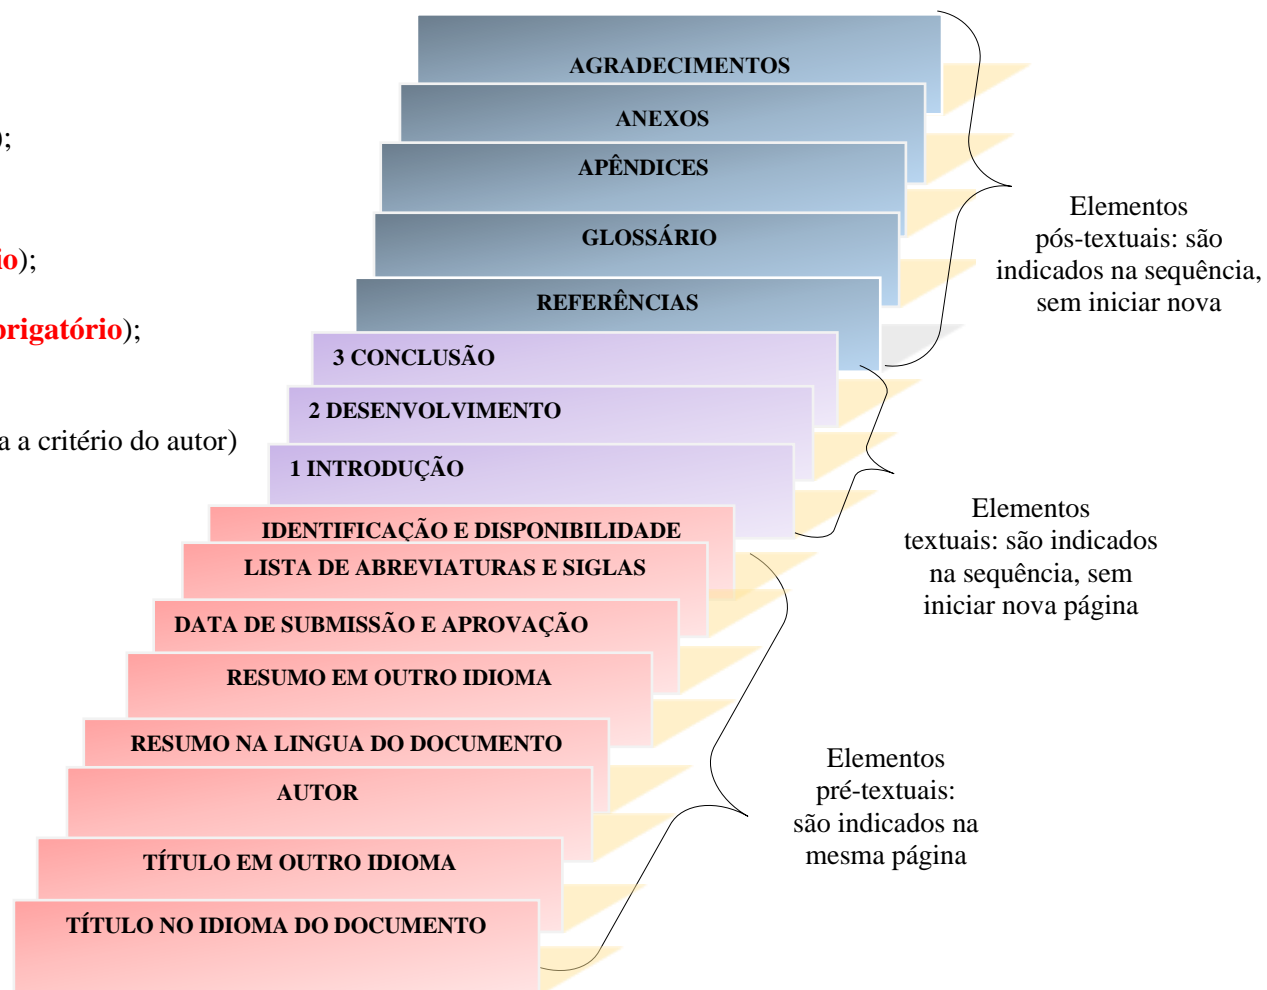 AGRADECIMENTOS
ANEXOS
);
APÊNDICES
Elementos
pós-textuais: são
indicados na sequência,
sem iniciar nova
GLOSSÁRIO
io);
REFERÊNCIAS
brigatório);
3 CONCLUSÃO
2 DESENVOLVIMENTO
a a critério do autor)
1 INTRODUÇÃO
Elementos
textuais: são indicados
na sequência, sem
iniciar nova página
IDENTIFICAÇÃO E DISPONIBILIDADE
LISTA DE ABREVIATURAS E SIGLAS
DATA DE SUBMISSÃO E APROVAÇÃO
RESUMO EM OUTRO IDIOMA
RESUMO NA LINGUA DO DOCUMENTO
Elementos
pré-textuais:
são indicados na
mesma página
AUTOR
TÍTULO EM OUTRO IDIOMA
TÍTULO NO IDIOMA DO DOCUMENTO